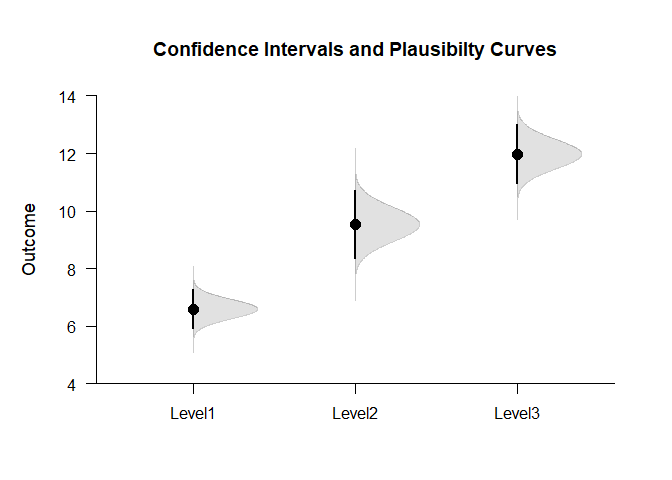 Confidence Intervals and Plausibilty Curves
14
12
10
8
6
4
Outcome
Level1 Level2 Level3